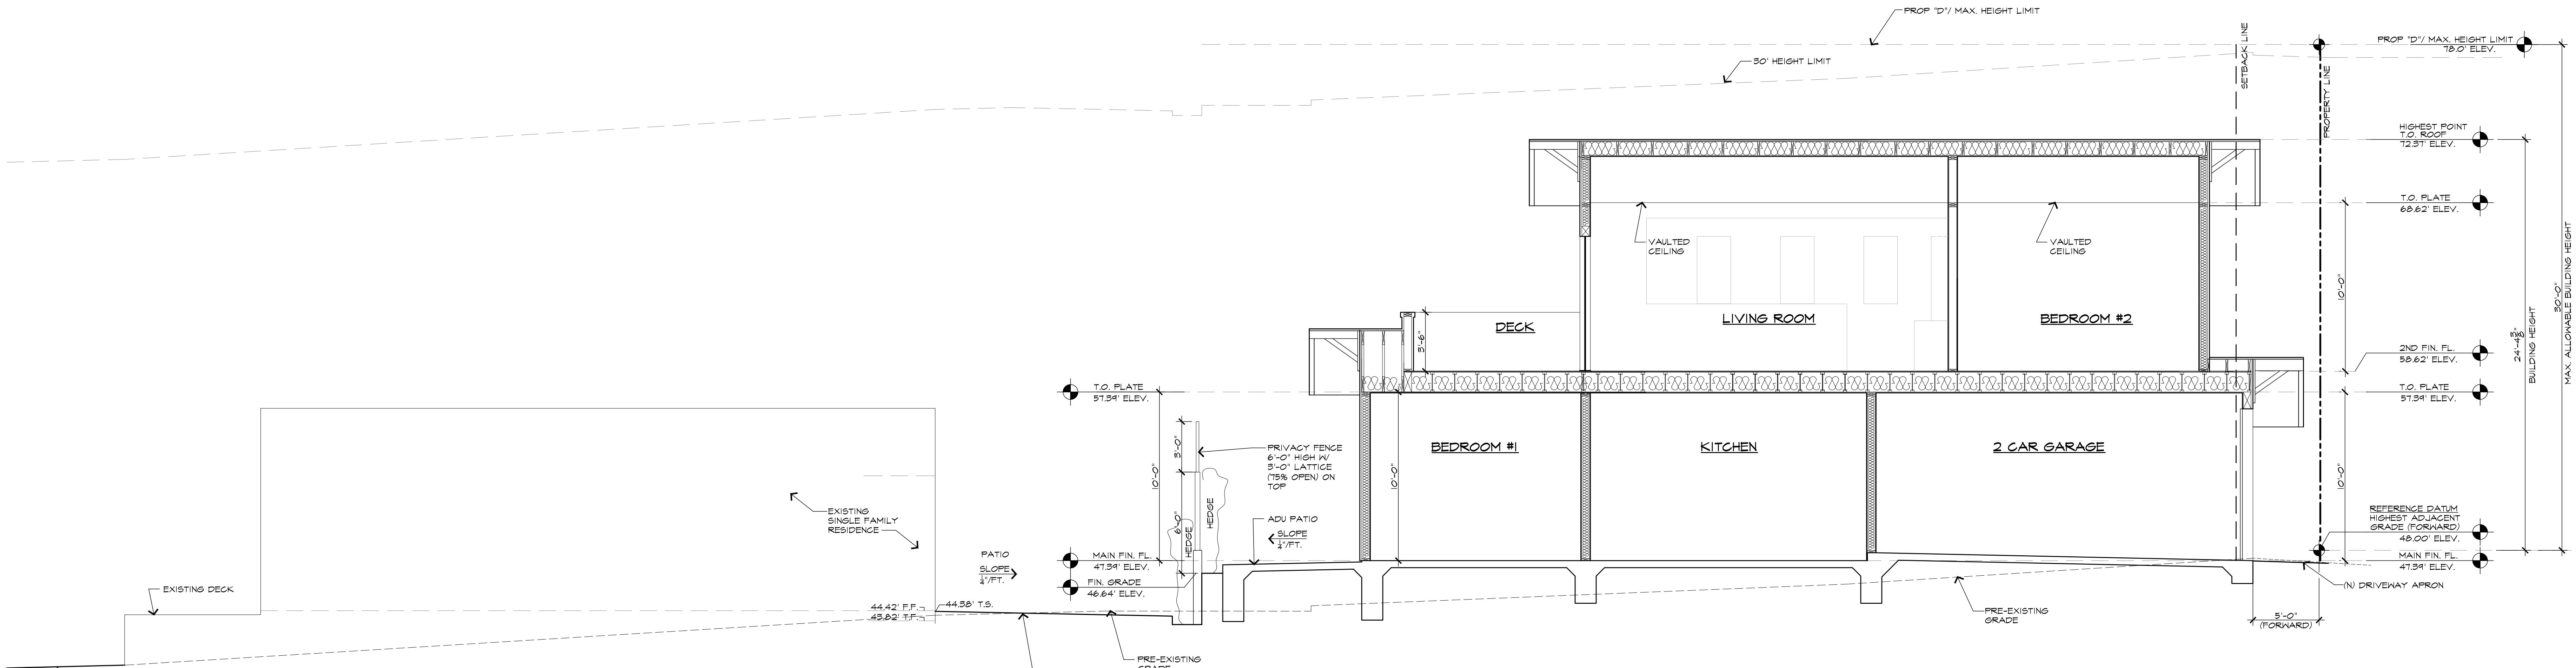 PROP "D"/ MAX. HEIGHT LIMIT
30' HEIGHT LIMIT
SETBACK LINE
PROPERTY LINE
PROP "D"/ MAX. HEIGHT LIMIT
78.0' ELEV.
HIGHEST POINT
T.O. ROOF
72.37' ELEV.
T.O. PLATE
68.62' ELEV.
VAULTED
CEILING
VAULTED
CEILING
10'-0"
30'-0"
MAX. ALLOWABLE BUILDING HEIGHT
24'-4 3/8"
BUILDING HEIGHT
DECK
3'-6"
LIVING ROOM
BEDROOM #2
2ND FIN. FL.
58.62' ELEV.
T.O. PLATE
57.39' ELEV.
T.O. PLATE
57.39' ELEV.
10'-0"
3'-0"
6'-0"
HEDGE
HEDGE
PRIVACY FENCE
6'-0" HIGH W/
3'-0" LATTICE
(75% OPEN) ON
TOP
10'-0"
BEDROOM #1
KITCHEN
2 CAR GARAGE
10'-0"
EXISTING
SINGLE FAMILY
RESIDENCE
ADU PATIO
SLOPE
1/4"/FT.
REFERENCE DATUM
HIGHEST ADJACENT
GRADE (FORWARD)
48.00' ELEV.
MAIN FIN. FL.
47.39' ELEV.
PATIO
SLOPE
1/4"/FT.
MAIN FIN. FL.
47.39' ELEV.
FIN. GRADE
46.64' ELEV.
EXISTING DECK
44.42' F.F.
43.82' T.F.
44.38' T.S.
(N) DRIVEWAY APRON
PRE-EXISTING
GRADE
5'-0"
(FORWARD)
PRE-EXISTING